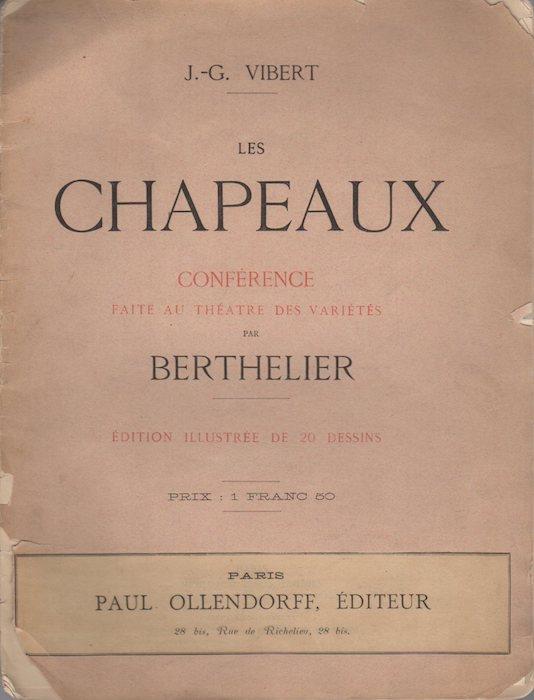 J.-G. VIBERT
LES
CHAPEAUX
CONFÉRENCE
FAITE AU THÉATRE DES VARIÉTÉS
PAR
BERTHELIER
ÉDITION ILLUSTRÉE DE 20 DESSINS
PRIX : 1 FRANC 50
PARIS
PAUL OLLENDORFF, ÉDITEUR
28 bis, Rue de Richelieu, 28 bis.